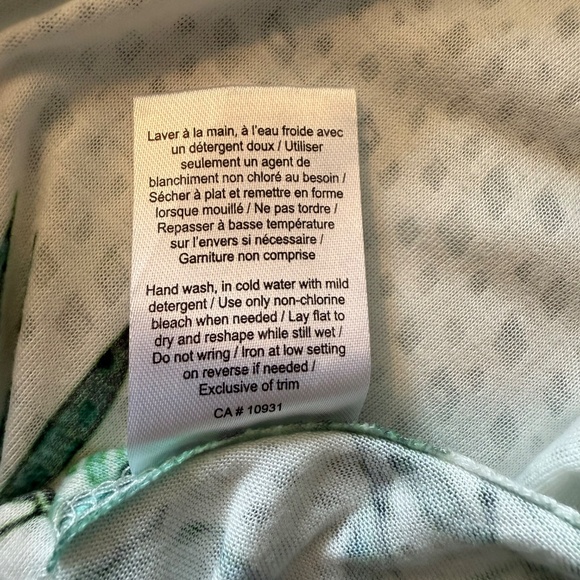 Laver à la main, à l'eau froide avec
un détergent doux / Utiliser
seulement un agent de
blanchiment non chloré au besoin /
Sécher à plat et remettre en forme
lorsque mouillé / Ne pas tordre /
Repasser à basse température
sur l'envers si nécessaire /
Garniture non comprise
Hand wash, in cold water with mild
detergent / Use only non-chlorine
bleach when needed / Lay flat to
dry and reshape while still wet /
Do not wring / Iron at low setting
on reverse if needed /
Exclusive of trim
CA # 10931